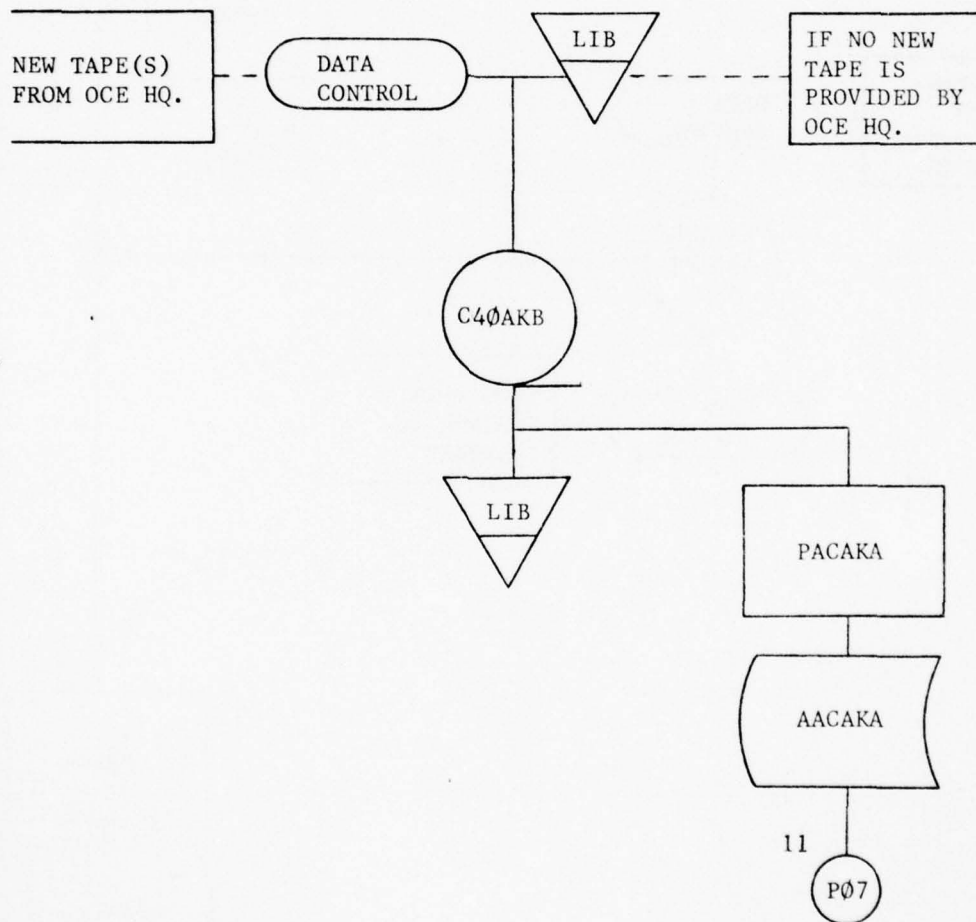 NEW TAPE(S)
FROM OCE HQ.
DATA
CONTROL
LIB
IF NO NEW
TAPE IS
PROVIDED BY
OCE HQ.
C4ØAKB
LIB
PACAKA
AACAKA
11
PØ7